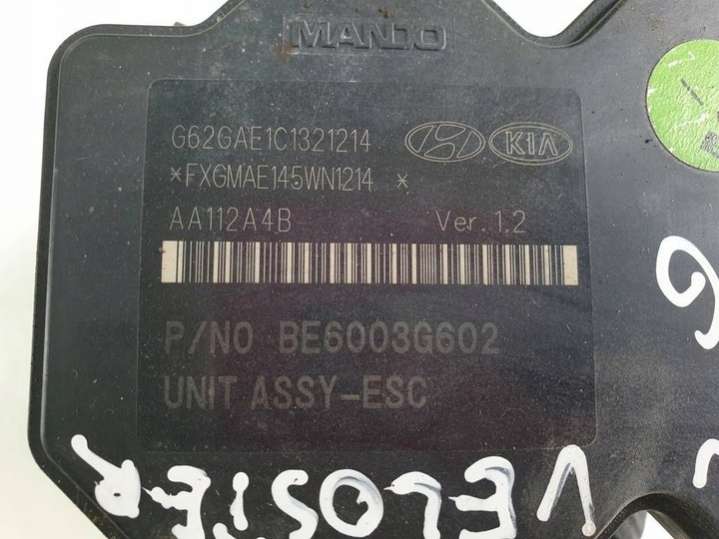 MANDO
G62GAE1C1321214
KIA
*FXGMAE145WN1214 *
AA112A4B Ver. 1.2
P/NO BE6003G602
UNIT ASSY-ESC
VELOSTER